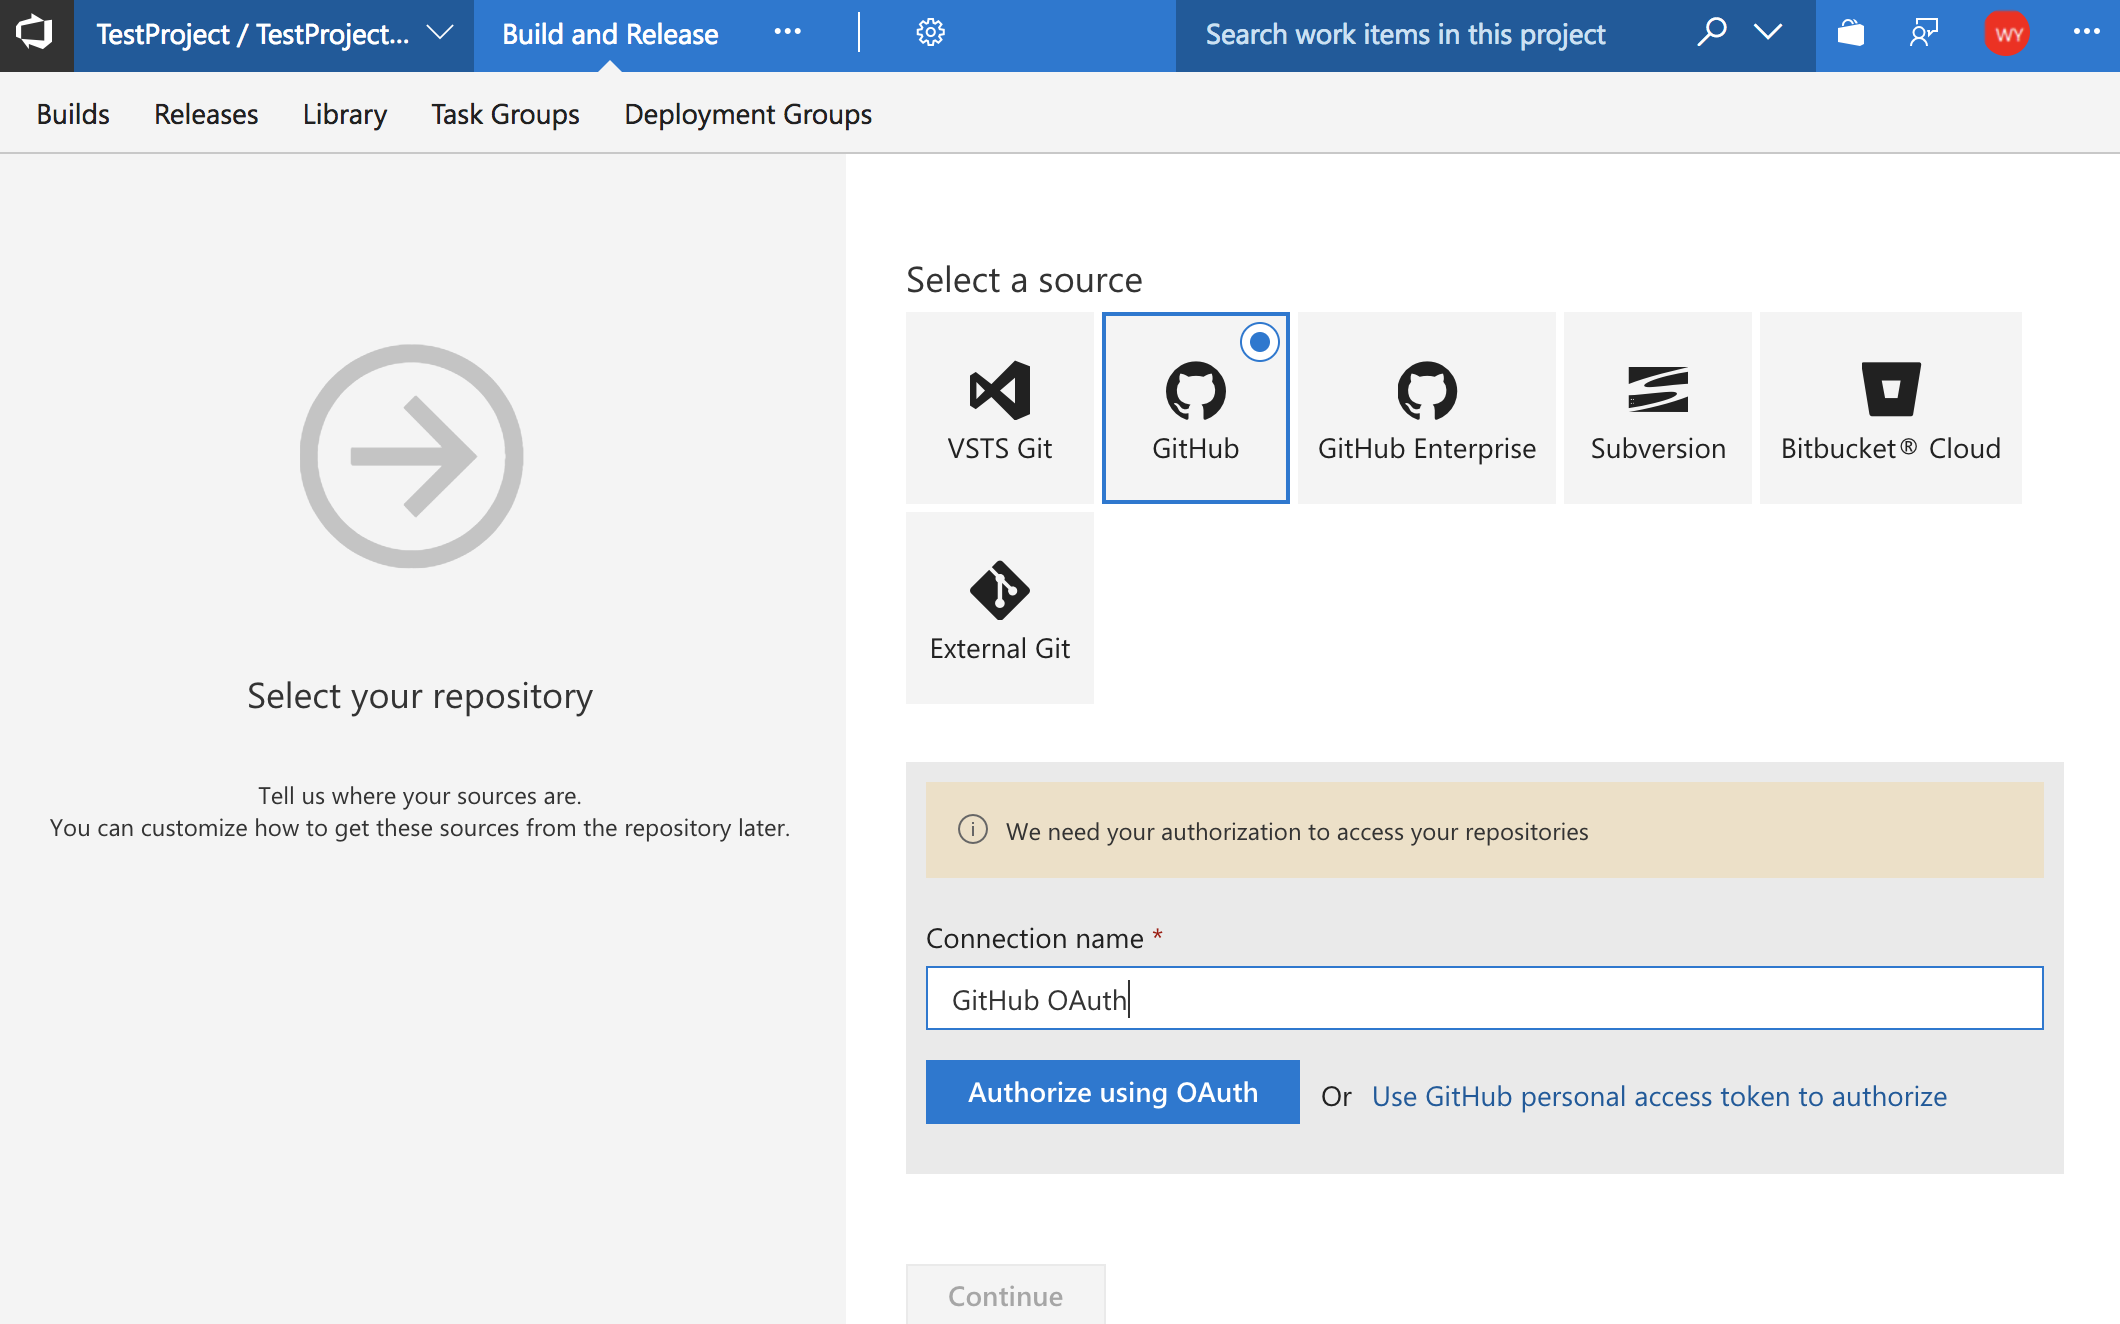 TestProject / TestProject... Build and Release ··· Search work items in this project WY ···
Builds Releases Library Task Groups Deployment Groups
Select a source
VSTS Git GitHub GitHub Enterprise Subversion Bitbucket® Cloud
External Git
Select your repository
Tell us where your sources are.
You can customize how to get these sources from the repository later.
We need your authorization to access your repositories
Connection name *
GitHub OAuth
Authorize using OAuth Or Use GitHub personal access token to authorize
Continue